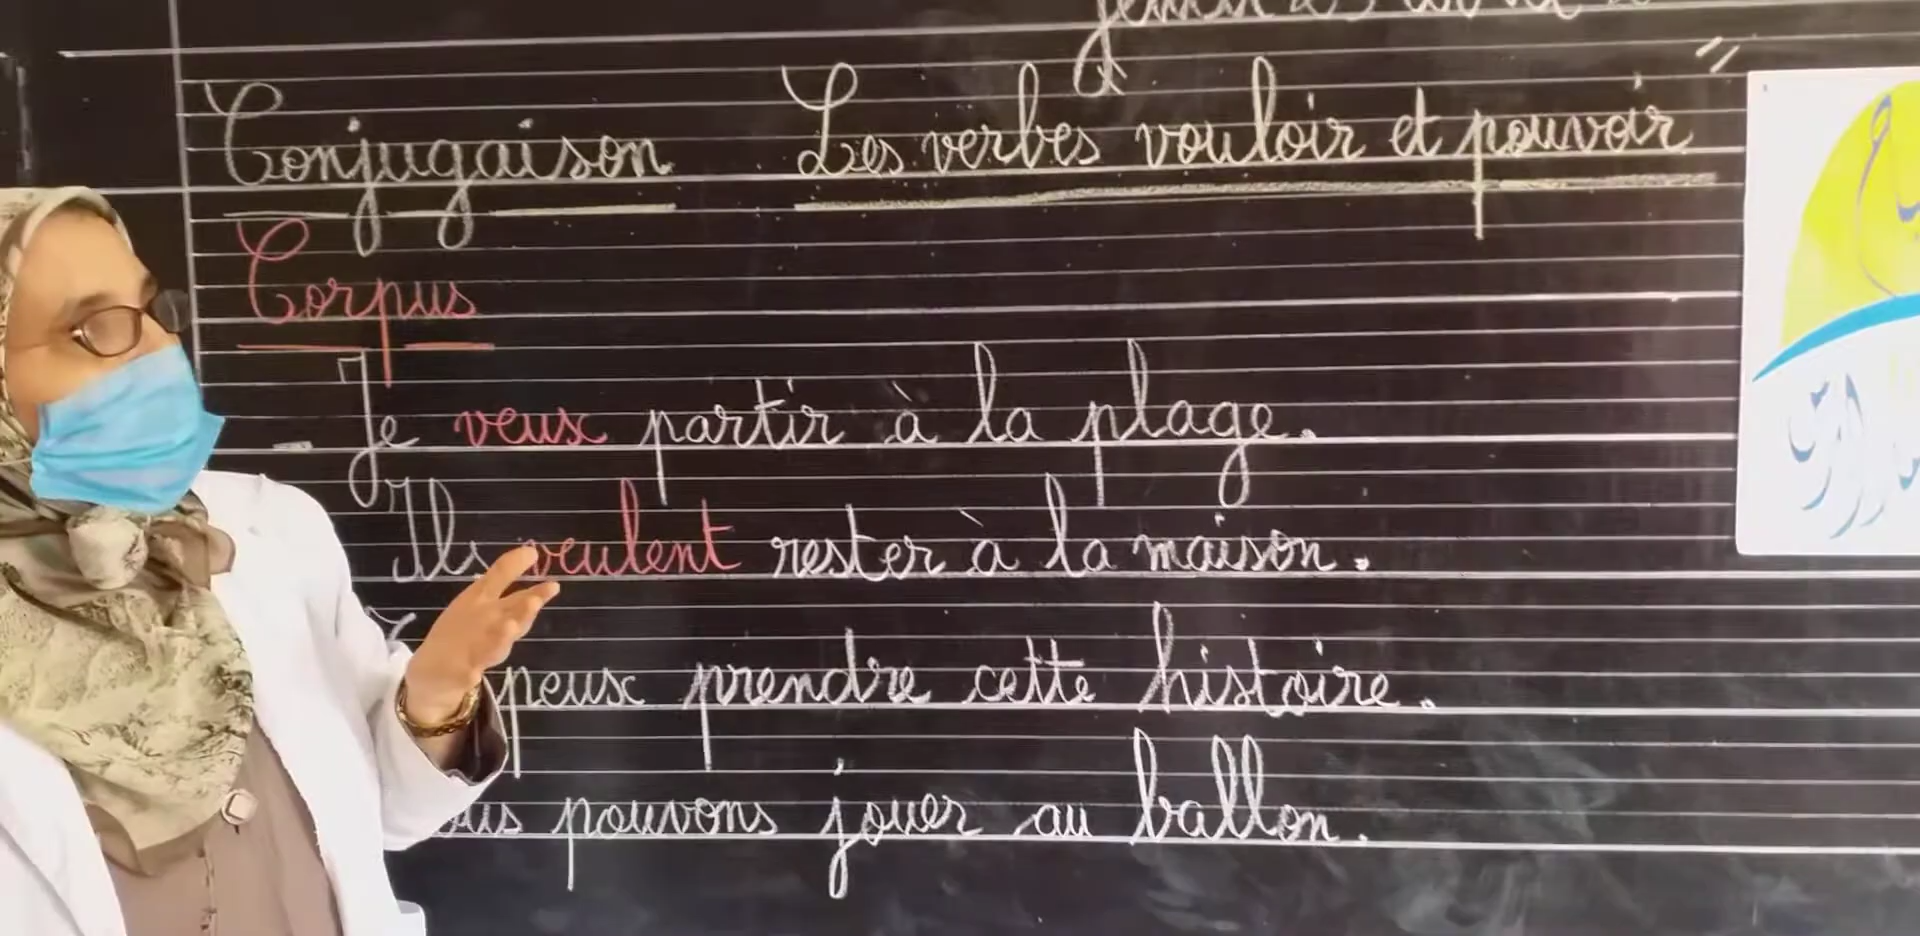 Conjugaison Les verbes vouloir et pouvoir
Corpus
- Je veux partir à la plage.
Ils veulent rester à la maison.
peux prendre cette histoire.
pouvons jouer au ballon.